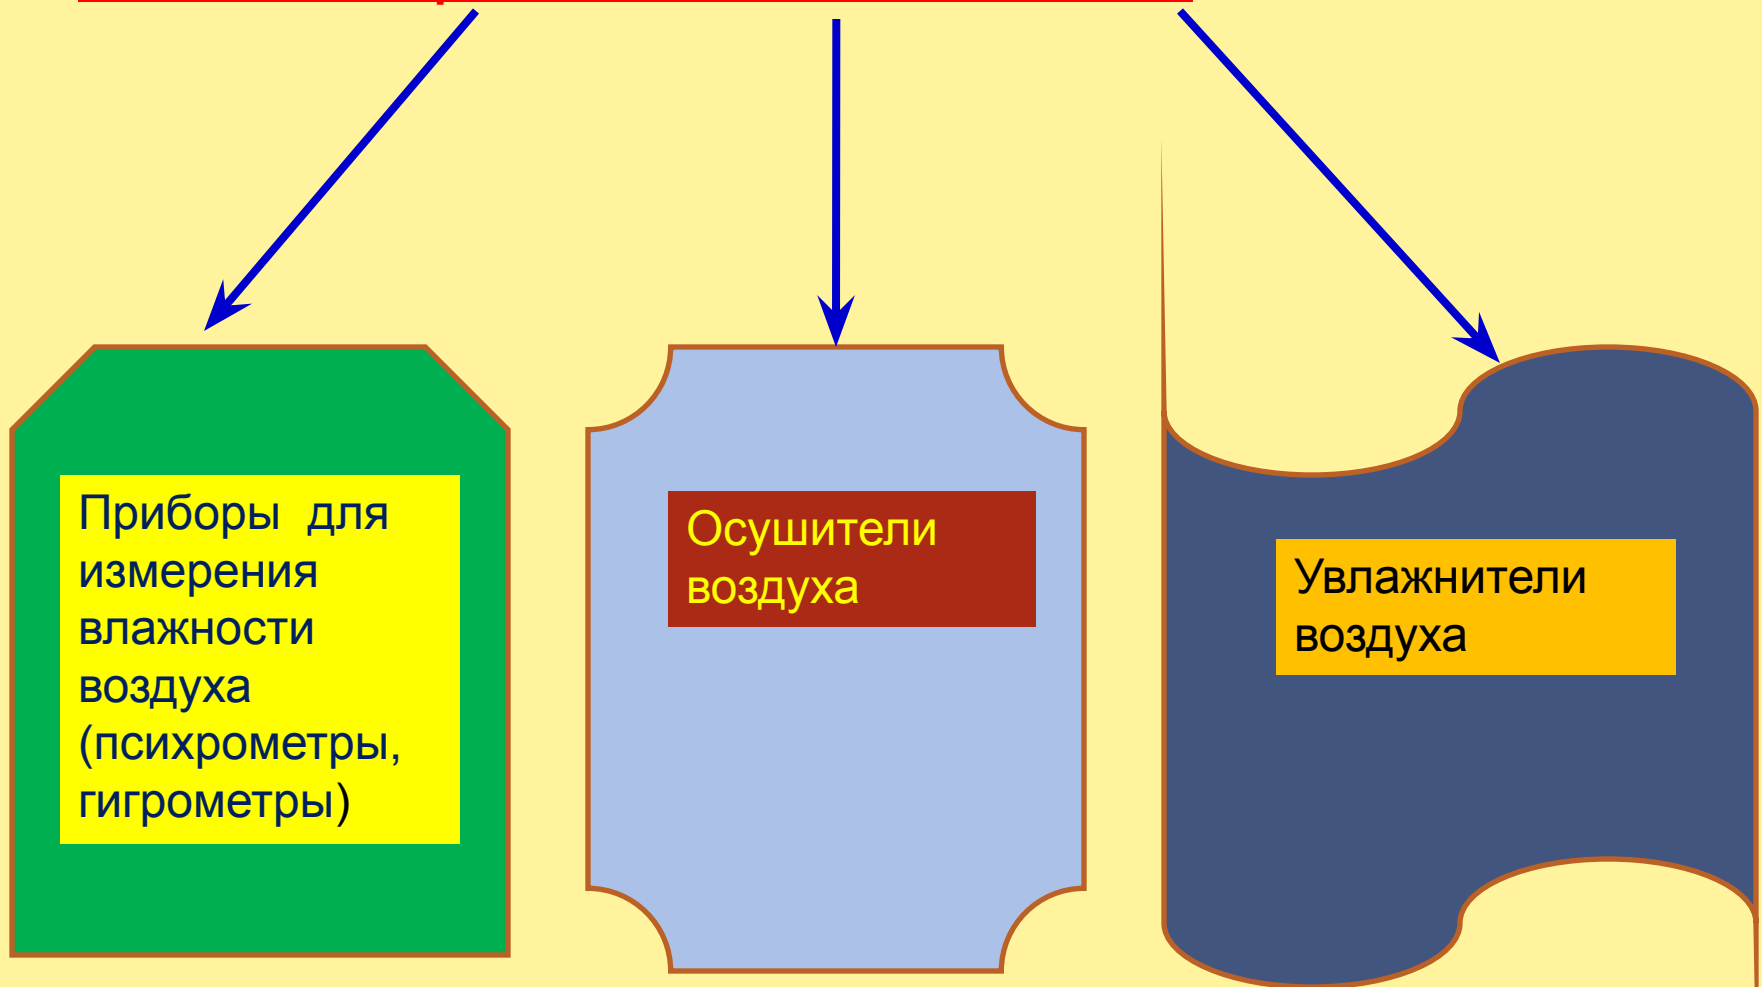 Приборы для
измерения
влажности
воздуха
(психрометры,
гигрометры)
Осушители
воздуха
Увлажнители
воздуха